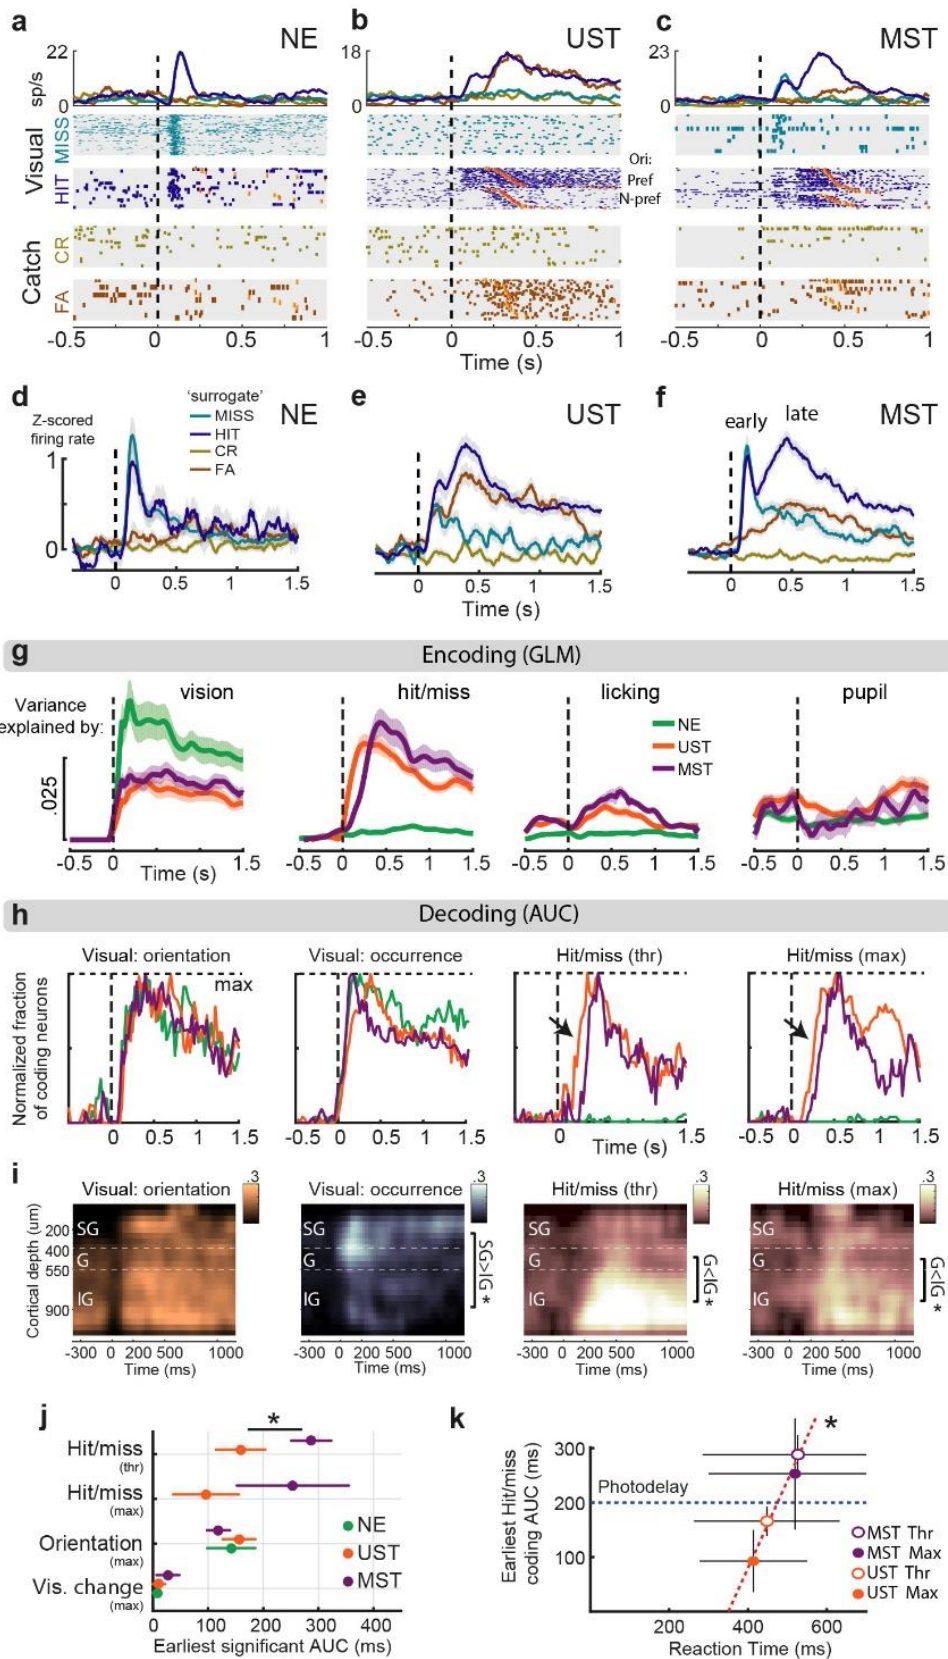 a NE b UST c MST
22 18 23
sp/s
0 0 0
Visual
MISS
HIT
Ori:
Pref
N-pref
Catch
CR
FA
-0.5 0 1 -0.5 0 1 -0.5 0 1
Time (s)
d NE e UST f MST
Z-scored
firing rate
'surrogate'
MISS
HIT
CR
FA
early late
1
0
0 0.5 1 1.5 0 0.5 1 1.5 0 0.5 1 1.5
Time (s)
g Encoding (GLM)
vision hit/miss licking pupil
Variance
explained by:
NE
UST
MST
.025
-0.5 0 0.5 1 1.5 -0.5 0 0.5 1 1.5 -0.5 0 0.5 1 1.5 -0.5 0 0.5 1 1.5
Time (s)
h Decoding (AUC)
Visual: orientation Visual: occurrence Hit/miss (thr) Hit/miss (max)
max
Normalized fraction
of coding neurons
0 0.5 1 1.5 -0.5 0 0.5 1 1.5 0 1.5 -0.5 0 0.5 1 1.5
Time (s)
i
Visual: orientation .3 Visual: occurrence .3 Hit/miss (thr) .3 Hit/miss (max) .3
Cortical depth (um)
200
400
550
900
SG SG SG SG
G G G G
IG IG IG IG
SG>IG *
G<IG *
G<IG *
-300 0 200 500 1000 -300 0 200 500 1000 -300 0 200 500 1000 -300 0 200 500 1000
Time (ms) Time (ms) Time (ms) Time (ms)
j
*
Hit/miss
(thr)
Hit/miss
(max)
Orientation
(max)
Vis. change
(max)
NE
UST
MST
0 100 200 300 400
Earliest significant AUC (ms)
k
*
Earliest Hit/miss
coding AUC (ms)
300
200
100
Photodelay
MST Thr
MST Max
UST Thr
UST Max
200 400 600
Reaction Time (ms)